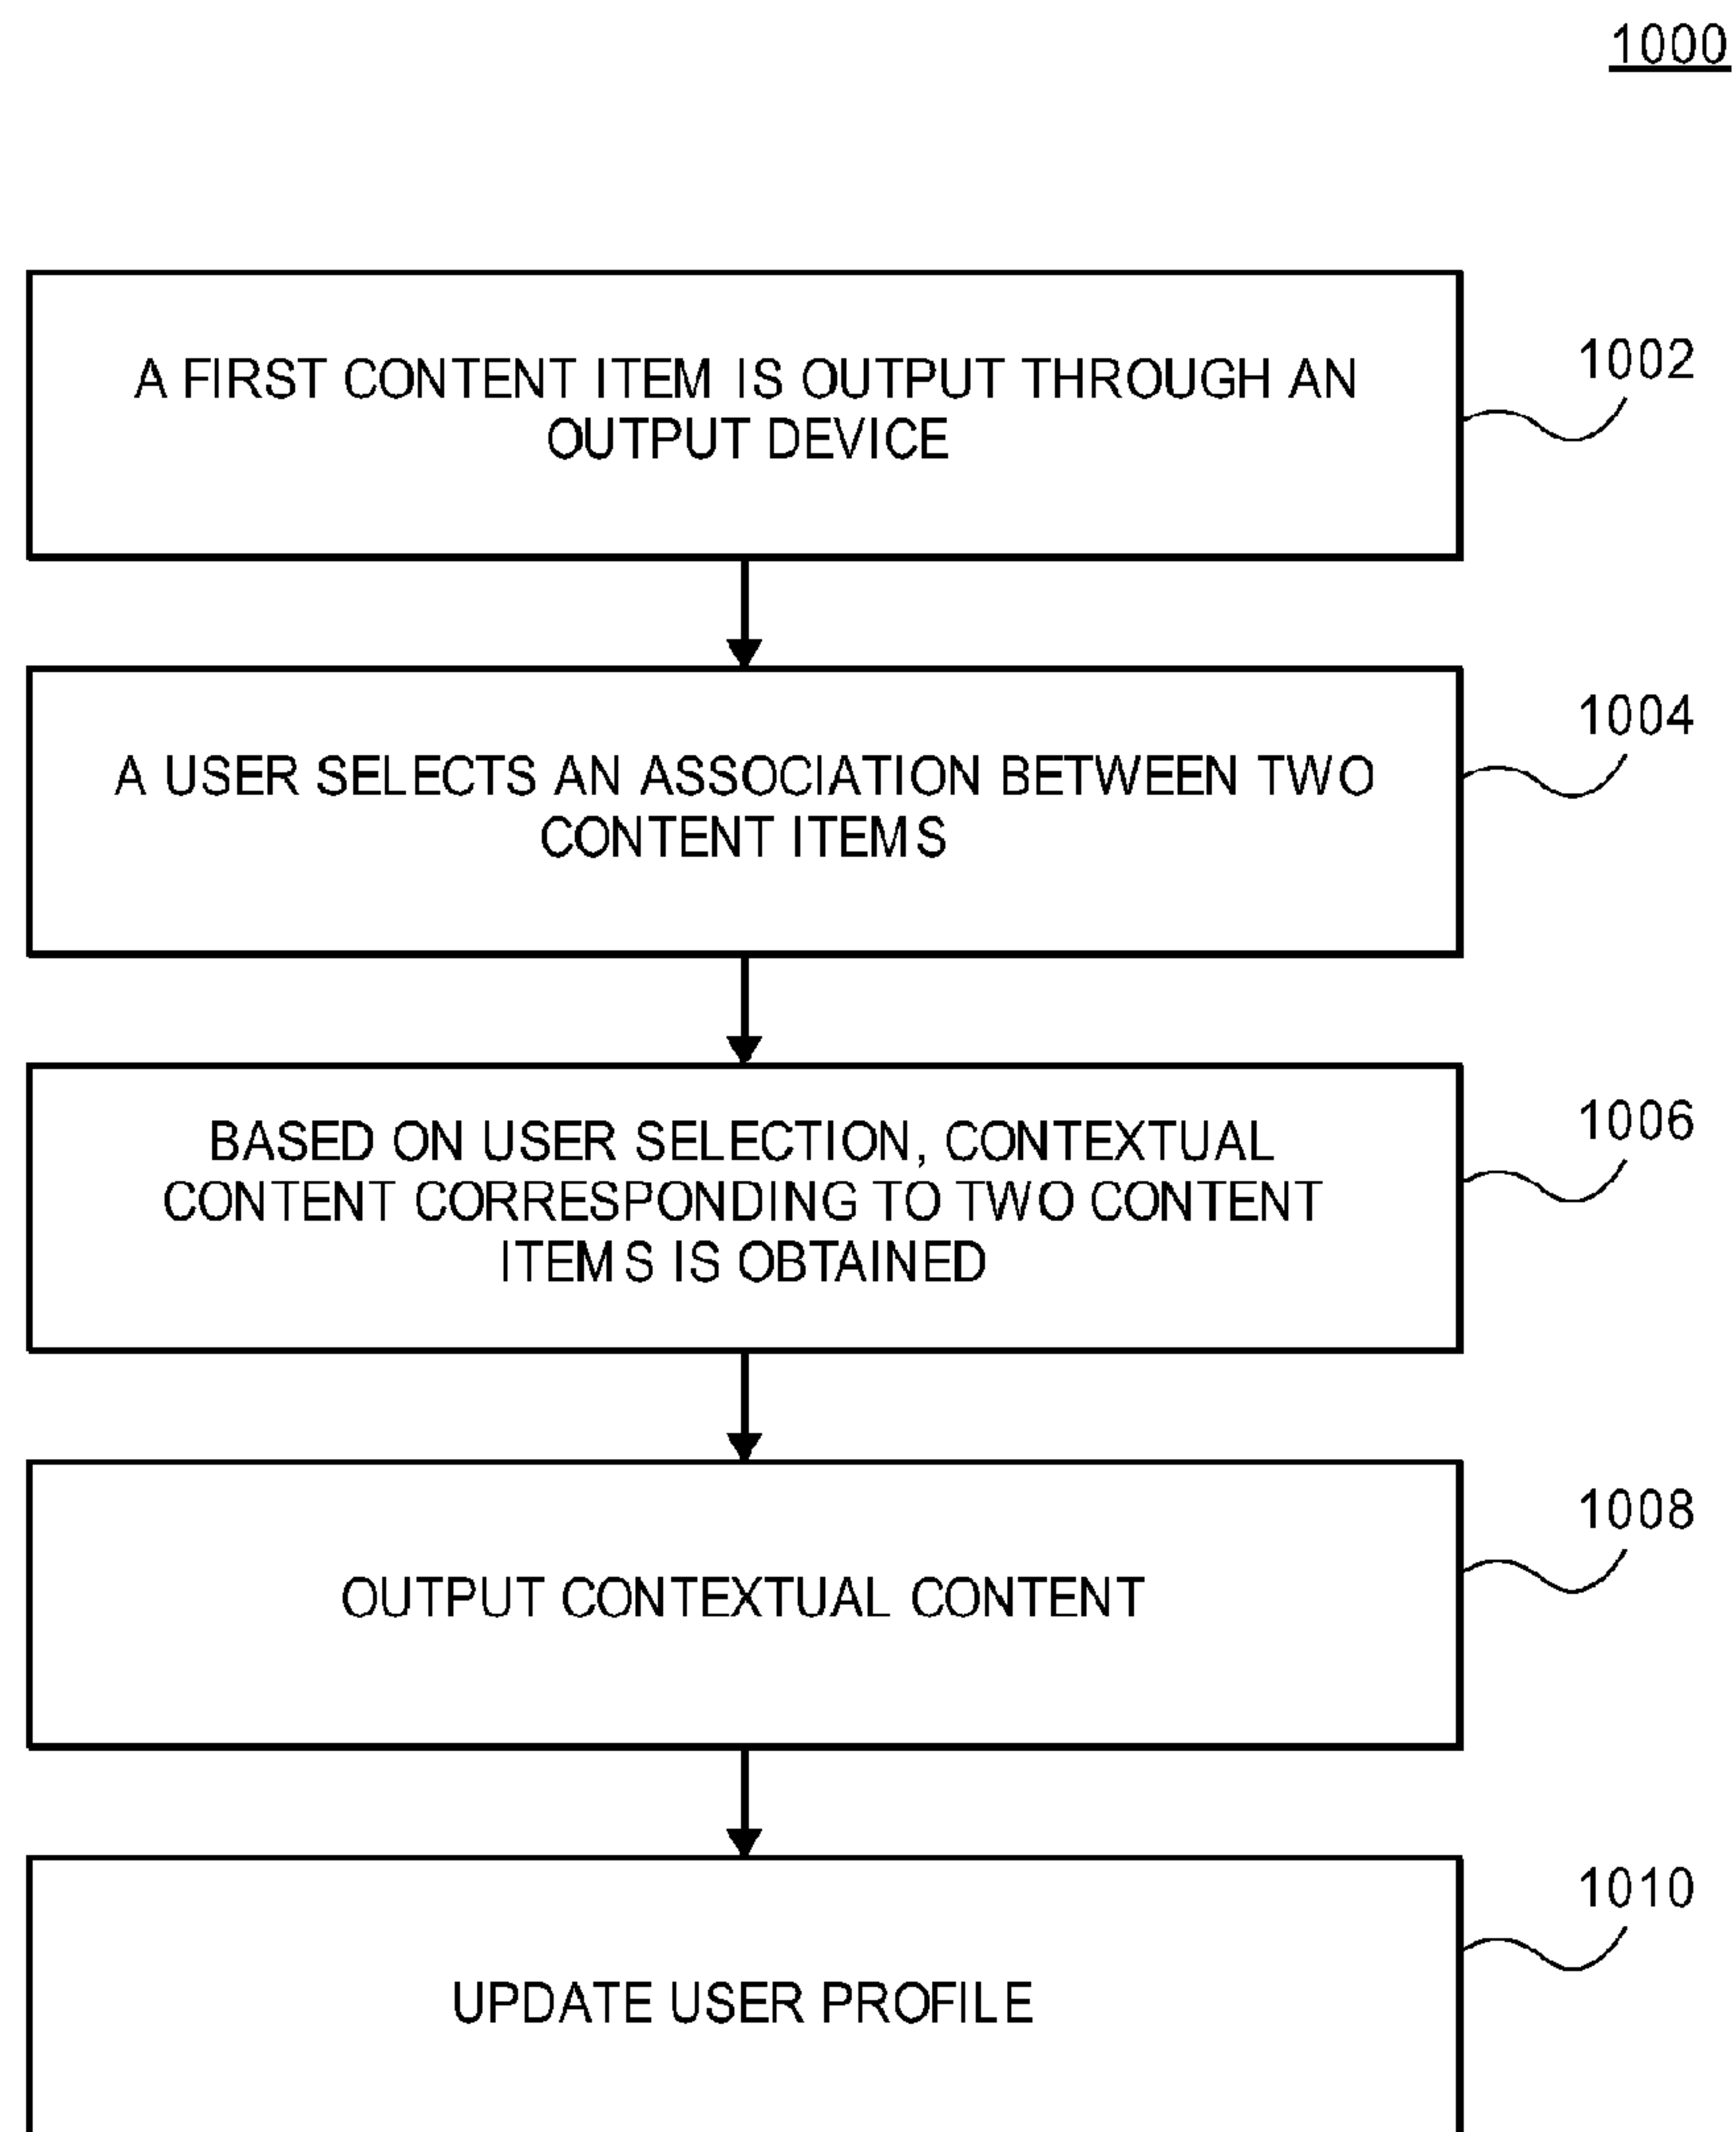 1000
A FIRST CONTENT ITEM IS OUTPUT THROUGH AN
OUTPUT DEVICE
1002
A USER SELECTS AN ASSOCIATION BETWEEN TWO
CONTENT ITEMS
1004
BASED ON USER SELECTION, CONTEXTUAL
CONTENT CORRESPONDING TO TWO CONTENT
ITEMS IS OBTAINED
1006
OUTPUT CONTEXTUAL CONTENT
1008
UPDATE USER PROFILE
1010